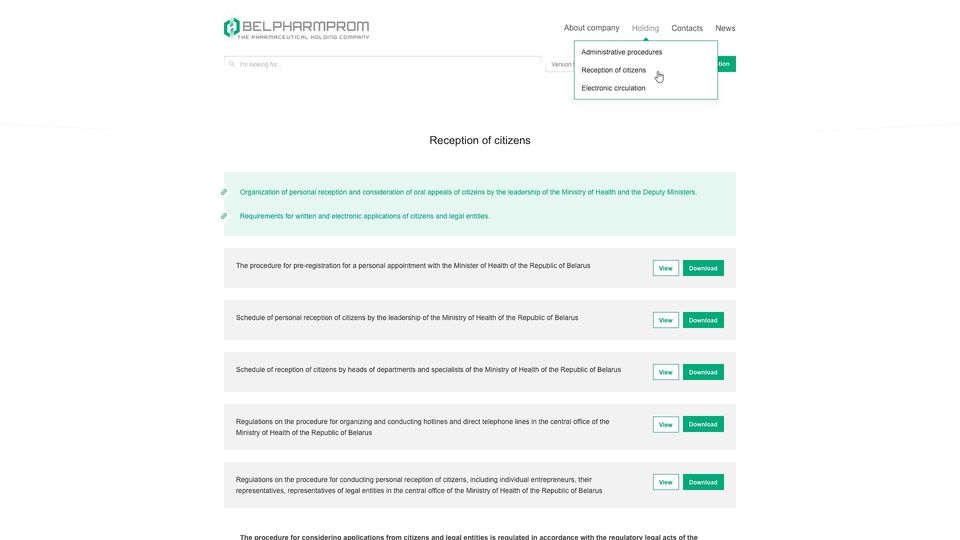 BELPHARMPROM
THE PHARMACEUTICAL HOLDING COMPANY
About company Holding Contacts News
I'm looking for...
Version
Administrative procedures
Reception of citizens
Electronic circulation
Reception of citizens
Organization of personal reception and consideration of oral appeals of citizens by the leadership of the Ministry of Health and the Deputy Ministers.
Requirements for written and electronic applications of citizens and legal entities.
The procedure for pre-registration for a personal appointment with the Minister of Health of the Republic of Belarus
View Download
Schedule of personal reception of citizens by the leadership of the Ministry of Health of the Republic of Belarus
View Download
Schedule of reception of citizens by heads of departments and specialists of the Ministry of Health of the Republic of Belarus
View Download
Regulations on the procedure for organizing and conducting hotlines and direct telephone lines in the central office of the
Ministry of Health of the Republic of Belarus
View Download
Regulations on the procedure for conducting personal reception of citizens, including individual entrepreneurs, their
representatives, representatives of legal entities in the central office of the Ministry of Health of the Republic of Belarus
View Download
The procedure for considering applications from citizens and legal entities is regulated in accordance with the regulatory legal acts of the